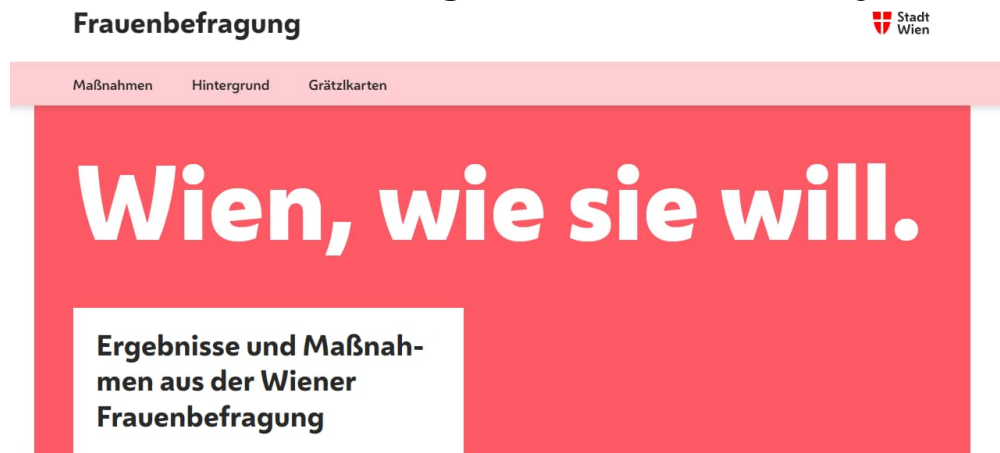 Frauenbefragung
Stadt
Wien
Maßnahmen Hintergrund Grätzlkarten
Wien, wie sie will.
Ergebnisse und Maßnah-
men aus der Wiener
Frauenbefragung